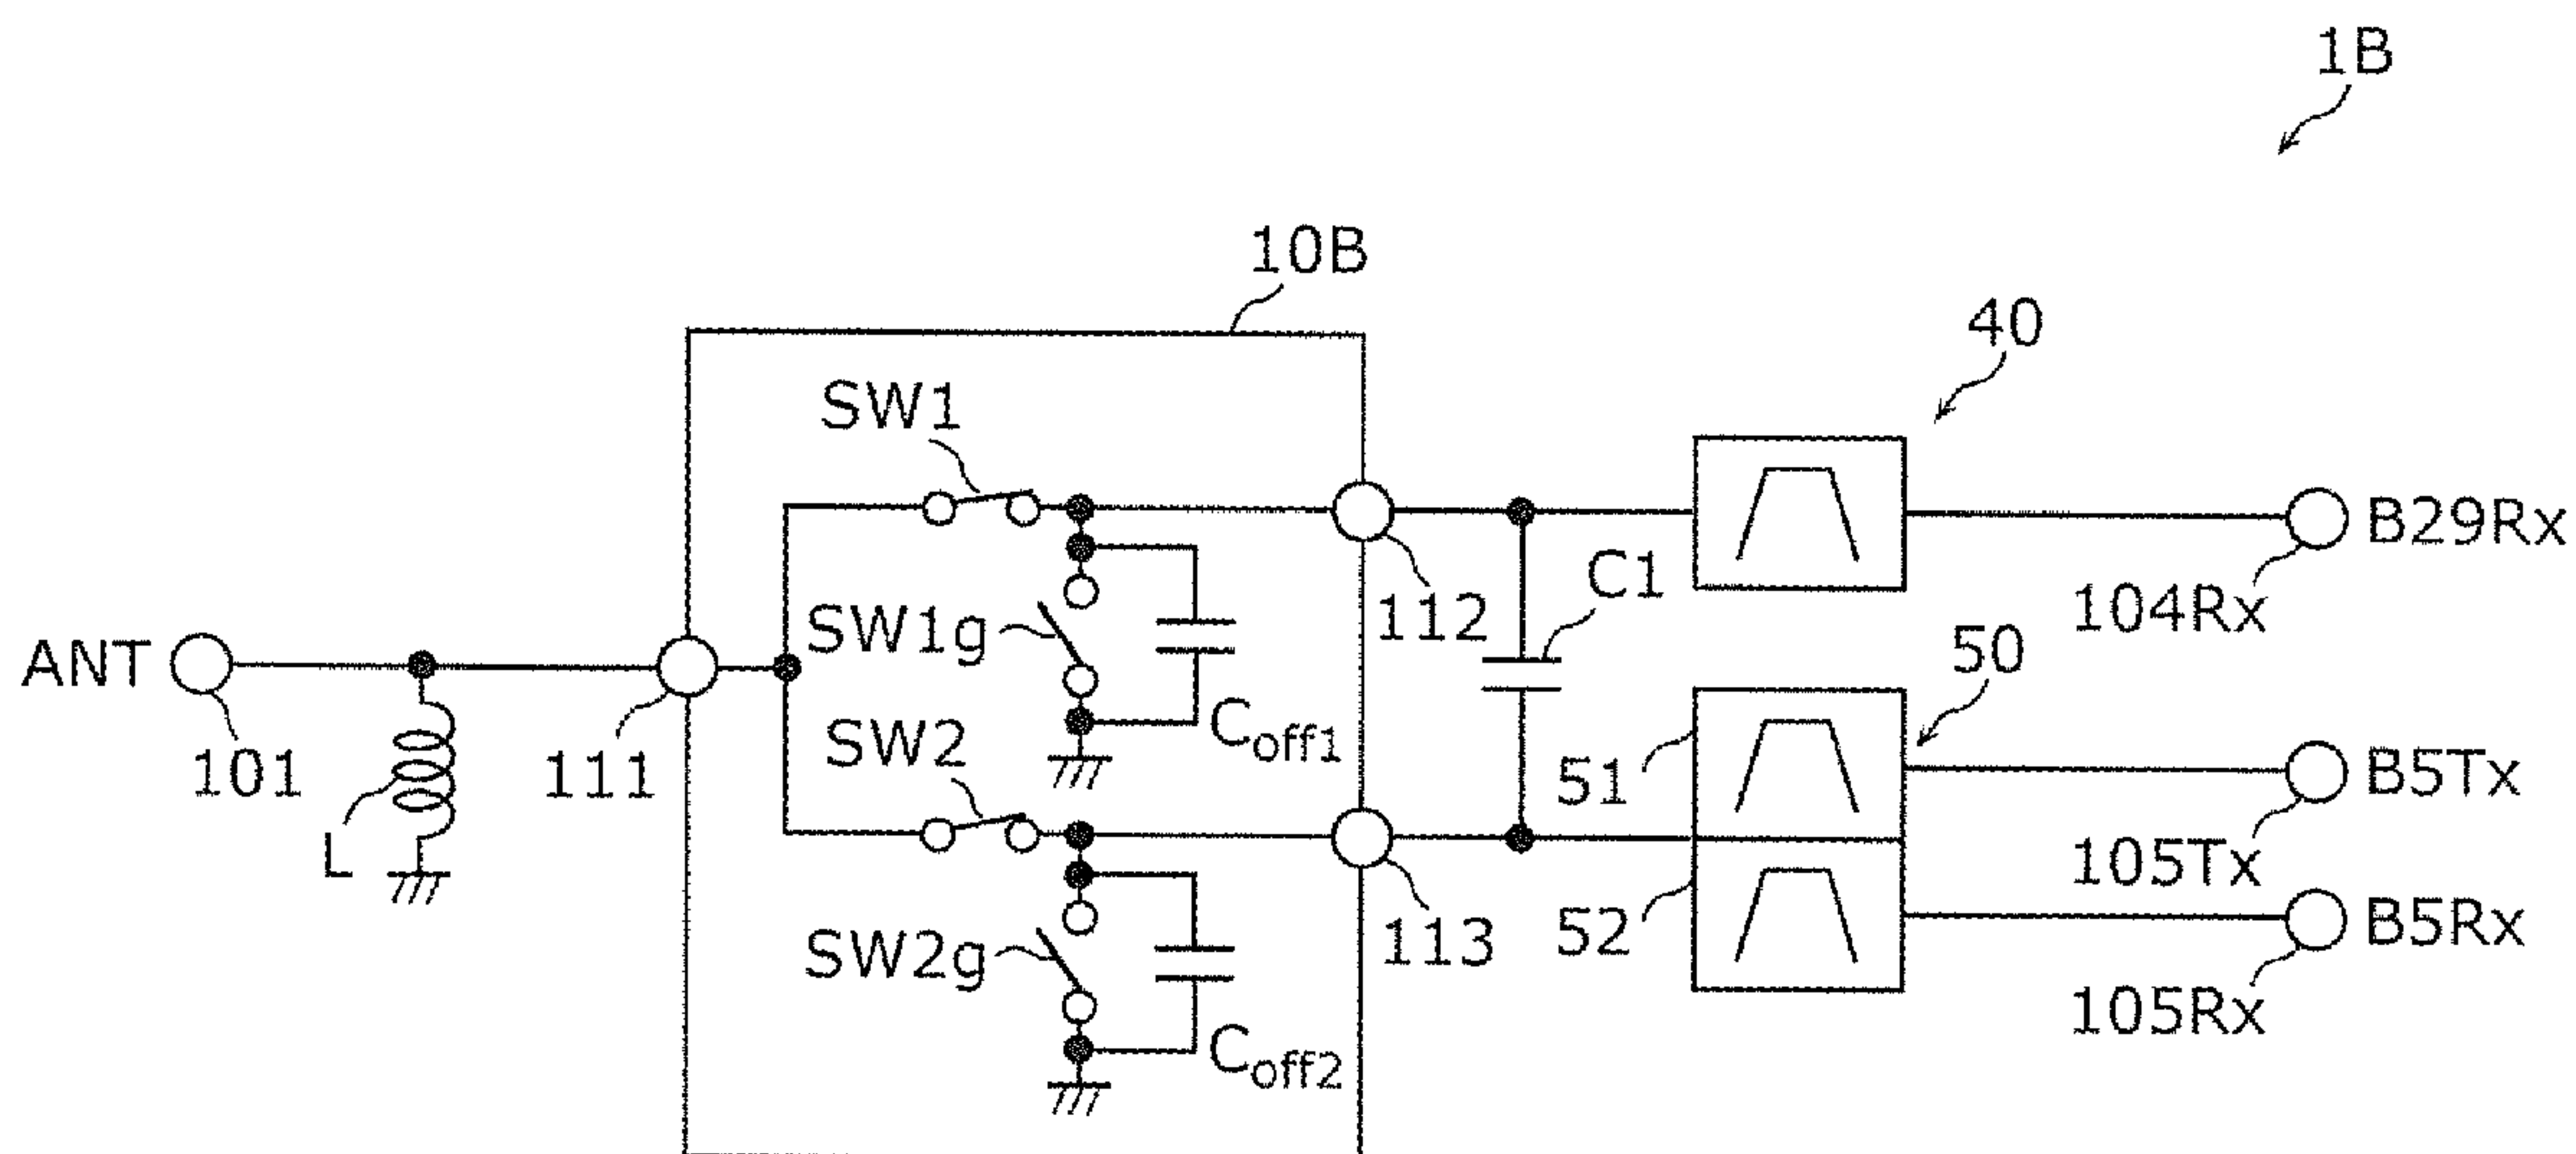 1B
10B
40
SW1
B29Rx
C1
104Rx
112
SW1g
50
ANT
Coff1
SW2
101
111
51
B5Tx
L
105Tx
113
52
B5Rx
SW2g
105Rx
Coff2